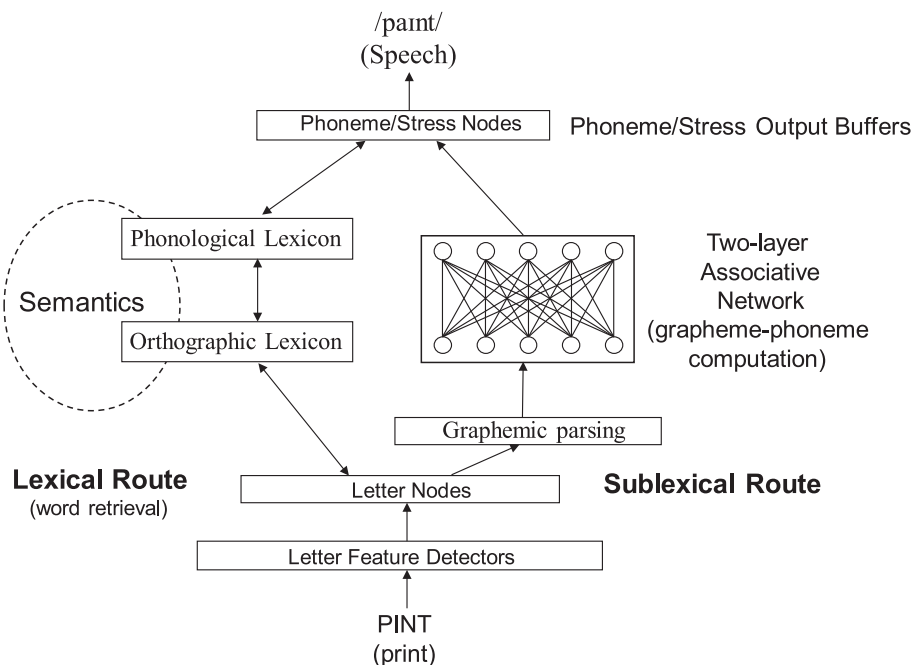 /paɪnt/
(Speech)
Phoneme/Stress Nodes
Phoneme/Stress Output Buffers
Phonological Lexicon
Semantics
Orthographic Lexicon
Two-layer
Associative
Network
(grapheme-phoneme
computation)
Graphemic parsing
Lexical Route
(word retrieval)
Letter Nodes
Sublexical Route
Letter Feature Detectors
PINT
(print)